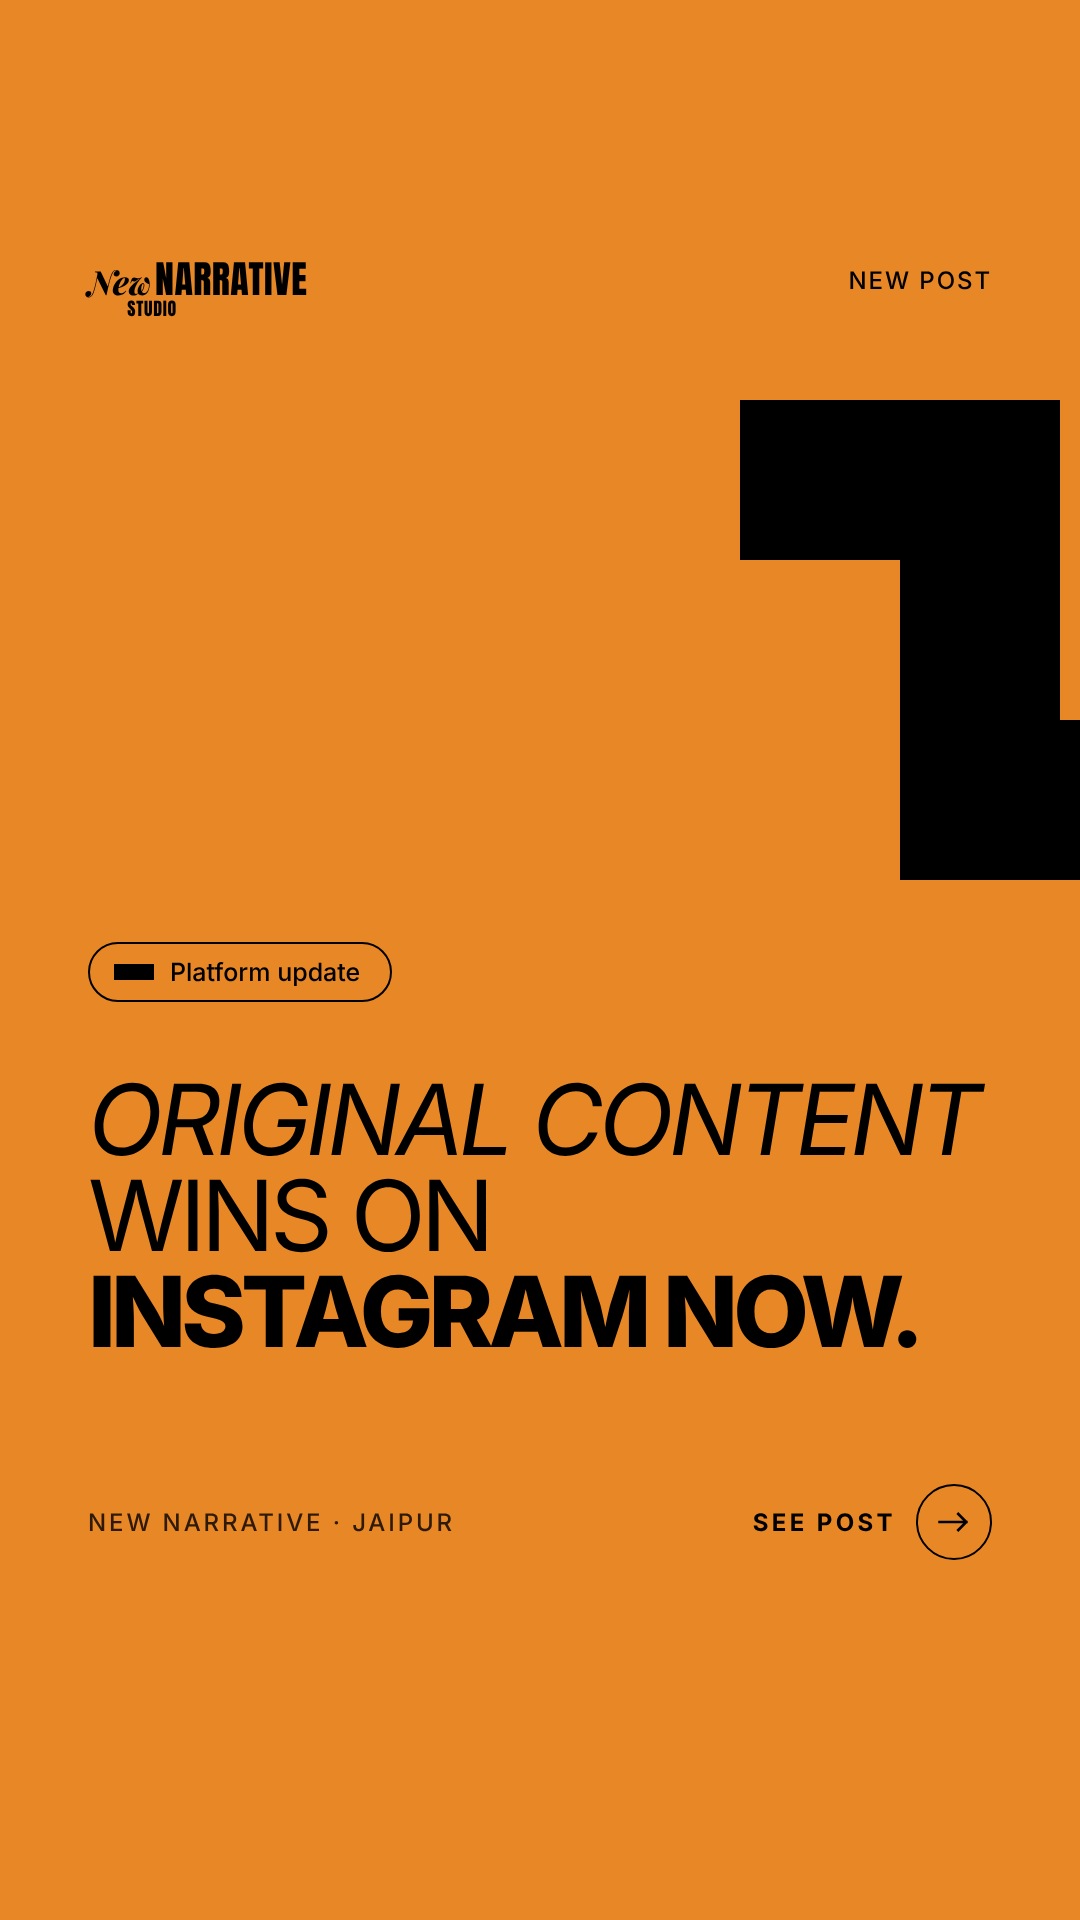 New NARRATIVE
STUDIO
NEW POST
Platform update
ORIGINAL CONTENT
WINS ON
INSTAGRAM NOW.
NEW NARRATIVE · JAIPUR
SEE POST →